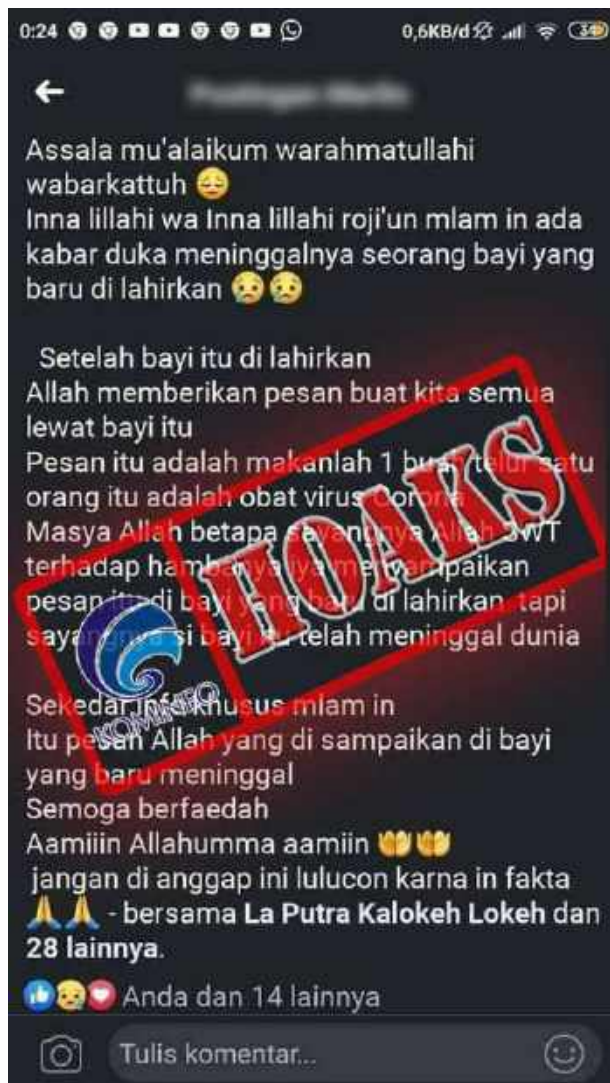 0:24
0,6KB/d
Assala mu'alaikum warahmatullahi
wabarkattuh 😔
Inna lillahi wa Inna lillahi roji'un mlam in ada
kabar duka meninggalnya seorang bayi yang
baru di lahirkan 😥😥
Setelah bayi itu di lahirkan
Allah memberikan pesan buat kita semua
lewat bayi itu
Pesan itu adalah makanlah 1 buah telur satu
orang itu adalah obat virus Corona
Masya Allah betapa sayangnya Allah SWT
terhadap hambanya iya menyampaikan
pesan itu di bayi yang baru di lahirkan tapi
sayangnya si bayi itu telah meninggal dunia
HOAKS
KOMINFO
Sekedar info khusus mlam in
Itu pesan Allah yang di sampaikan di bayi
yang baru meninggal
Semoga berfaedah
Aamiiin Allahumma aamiin 🤲🤲
jangan di anggap ini lulucon karna in fakta
🙏🙏 - bersama La Putra Kalokeh Lokeh dan
28 lainnya.
Anda dan 14 lainnya
Tulis komentar...